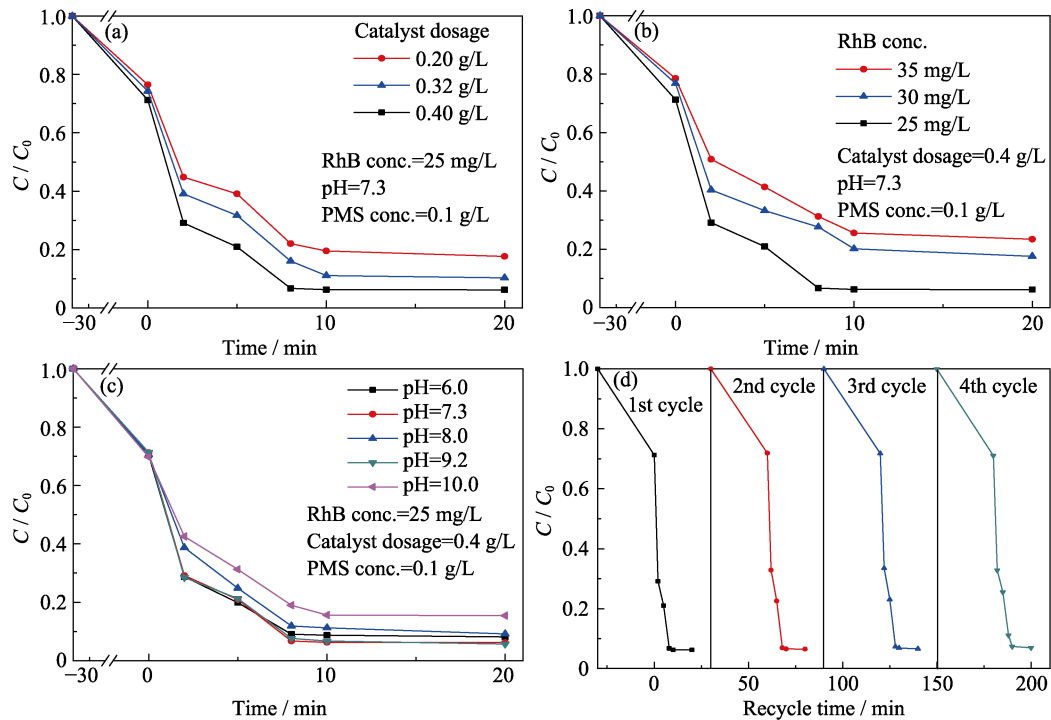 (a)
Catalyst dosage
0.20 g/L
0.32 g/L
0.40 g/L
RhB conc.=25 mg/L
pH=7.3
PMS conc.=0.1 g/L
1.0
0.8
0.6
0.4
0.2
0
C / C₀
−30
0
10
20
Time / min
(b)
RhB conc.
35 mg/L
30 mg/L
25 mg/L
Catalyst dosage=0.4 g/L
pH=7.3
PMS conc.=0.1 g/L
1.0
0.8
0.6
0.4
0.2
0
C / C₀
−30
0
10
20
Time / min
(c)
pH=6.0
pH=7.3
pH=8.0
pH=9.2
pH=10.0
RhB conc.=25 mg/L
Catalyst dosage=0.4 g/L
PMS conc.=0.1 g/L
1.0
0.8
0.6
0.4
0.2
0
C / C₀
−30
0
10
20
Time / min
(d)
1st cycle
2nd cycle
3rd cycle
4th cycle
1.0
0.8
0.6
0.4
0.2
0
C / C₀
0
50
100
150
200
Recycle time / min